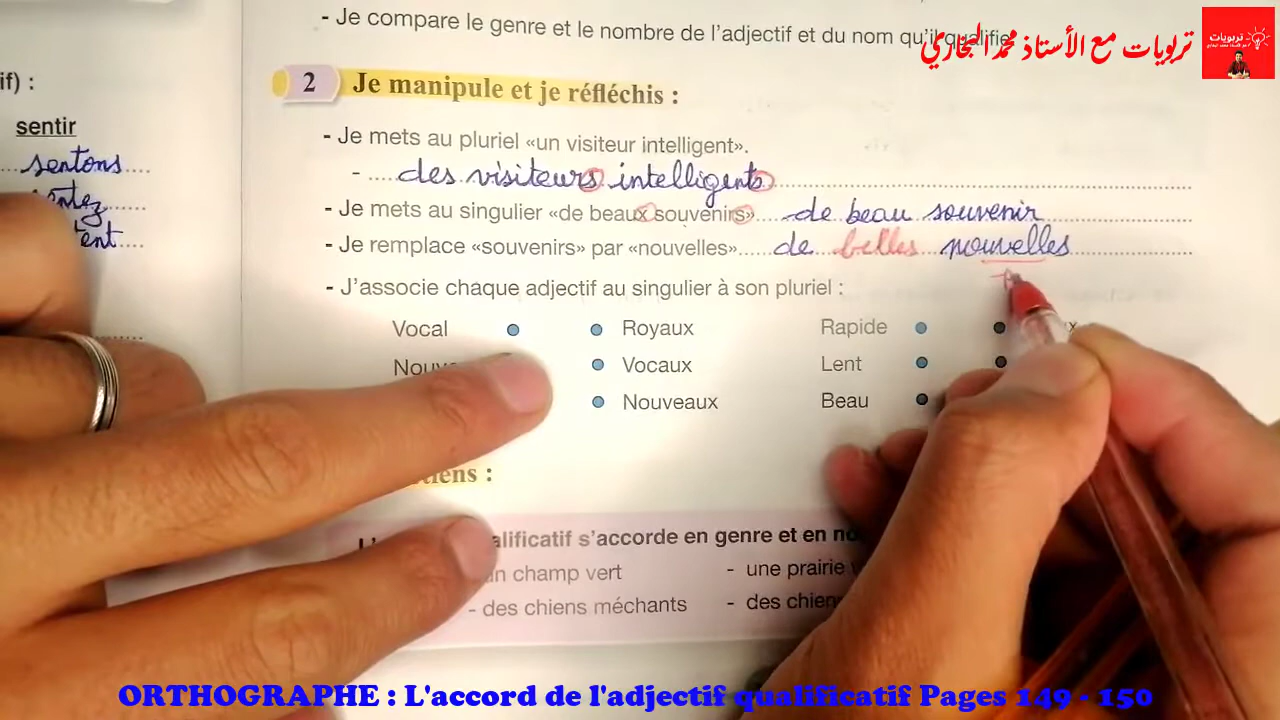 - Je compare le genre et le nombre de l'adjectif et du nom qu'il qualifie
تربويات مع الأستاذ محمد البخاري
تربويات
if) :
2 Je manipule et je réfléchis :
sentir
- Je mets au pluriel «un visiteur intelligent».
sentons
- des visiteurs intelligents
- Je mets au singulier «de beaux souvenirs» de beau souvenir
- Je remplace «souvenirs» par «nouvelles» de belles nouvelles
- J'associe chaque adjectif au singulier à son pluriel :
Vocal Royaux Rapide
Vocaux Lent
Nouveaux Beau
qualificatif s'accorde en genre et en
un champ vert - une prairie
- des chiens méchants - des
ORTHOGRAPHE : L'accord de l'adjectif qualificatif Pages 149 - 150